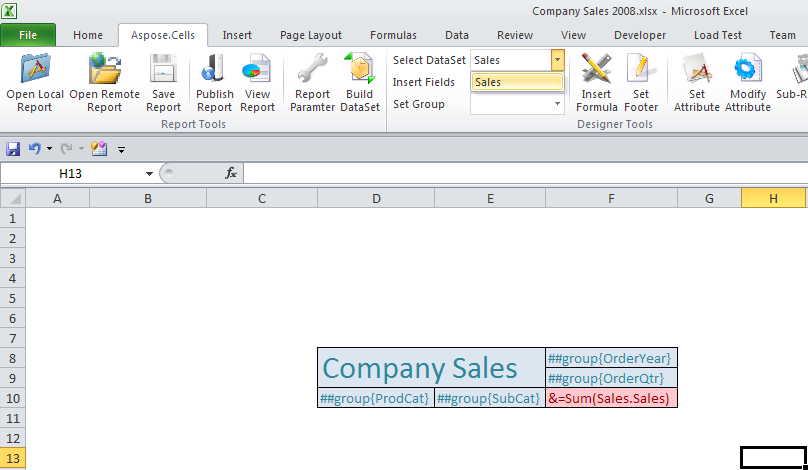 Company Sales 2008.xlsx - Microsoft Excel
File Home Aspose.Cells Insert Page Layout Formulas Data Review View Developer Load Test Team
Open Local Report
Open Remote Report
Save Report
Publish Report
View Report
Report Paramter
Build DataSet
Report Tools
Select DataSet Sales
Insert Fields Sales
Set Group
Insert Formula
Set Footer
Set Attribute
Modify Attribute
Sub-R
Designer Tools
H13 fx
A B C D E F G H
1
2
3
4
5
6
7
8 Company Sales ##group{OrderYear}
9 ##group{OrderQtr}
10 ##group{ProdCat} ##group{SubCat} &=Sum(Sales.Sales)
11
12
13